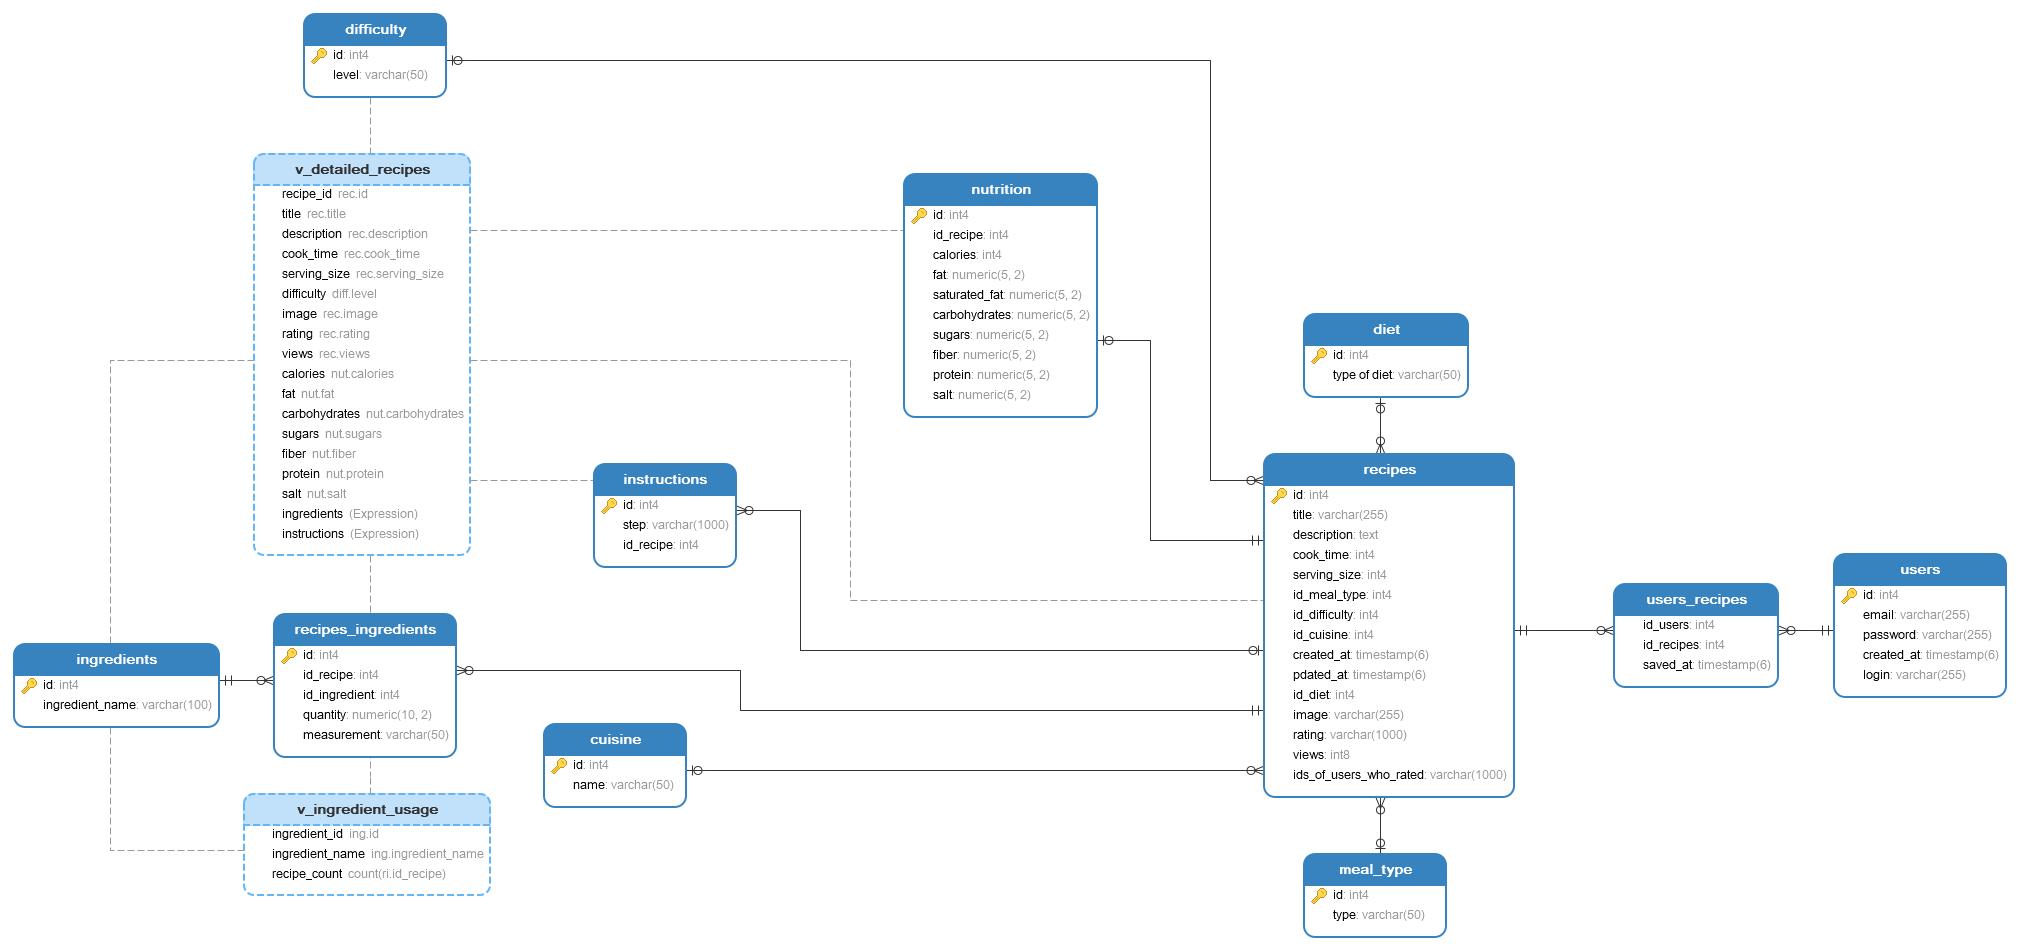 difficulty
id: int4
level: varchar(50)
v_detailed_recipes
recipe_id rec.id
title rec.title
description rec.description
cook_time rec.cook_time
serving_size rec.serving_size
difficulty diff.level
image rec.image
rating rec.rating
views rec.views
calories nut.calories
fat nut.fat
carbohydrates nut.carbohydrates
sugars nut.sugars
fiber nut.fiber
protein nut.protein
salt nut.salt
ingredients (Expression)
instructions (Expression)
nutrition
id: int4
id_recipe: int4
calories: int4
fat: numeric(5, 2)
saturated_fat: numeric(5, 2)
carbohydrates: numeric(5, 2)
sugars: numeric(5, 2)
fiber: numeric(5, 2)
protein: numeric(5, 2)
salt: numeric(5, 2)
diet
id: int4
type of diet: varchar(50)
instructions
id: int4
step: varchar(1000)
id_recipe: int4
recipes
id: int4
title: varchar(255)
description: text
cook_time: int4
serving_size: int4
id_meal_type: int4
id_difficulty: int4
id_cuisine: int4
created_at: timestamp(6)
pdated_at: timestamp(6)
id_diet: int4
image: varchar(255)
rating: varchar(1000)
views: int8
ids_of_users_who_rated: varchar(1000)
users_recipes
id_users: int4
id_recipes: int4
saved_at: timestamp(6)
users
id: int4
email: varchar(255)
password: varchar(255)
created_at: timestamp(6)
login: varchar(255)
ingredients
id: int4
ingredient_name: varchar(100)
recipes_ingredients
id: int4
id_recipe: int4
id_ingredient: int4
quantity: numeric(10, 2)
measurement: varchar(50)
cuisine
id: int4
name: varchar(50)
v_ingredient_usage
ingredient_id ing.id
ingredient_name ing.ingredient_name
recipe_count count(ri.id_recipe)
meal_type
id: int4
type: varchar(50)